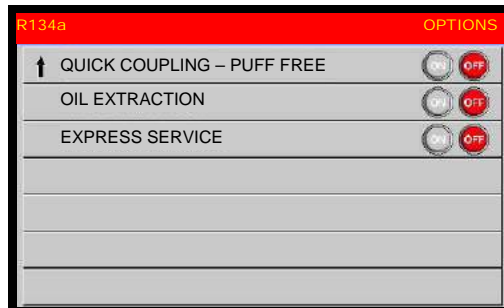 R134a OPTIONS
QUICK COUPLING – PUFF FREE ON OFF
OIL EXTRACTION ON OFF
EXPRESS SERVICE ON OFF